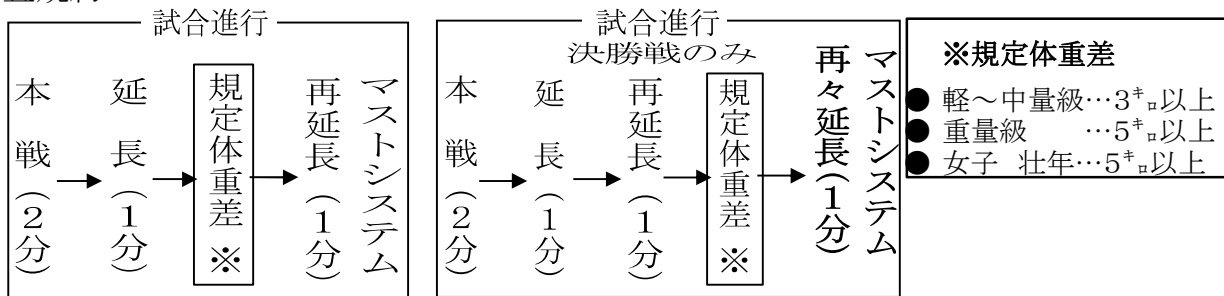 試合進行
本戦(2分)
延長(1分)
規定体重差※
再延長(1分)
マストシステム
試合進行
決勝戦のみ
本戦(2分)
延長(1分)
再延長(1分)
規定体重差※
再々延長(1分)
マストシステム
※規定体重差
● 軽~中量級…3㌔以上
● 重量級 …5㌔以上
● 女子 壮年…5㌔以上